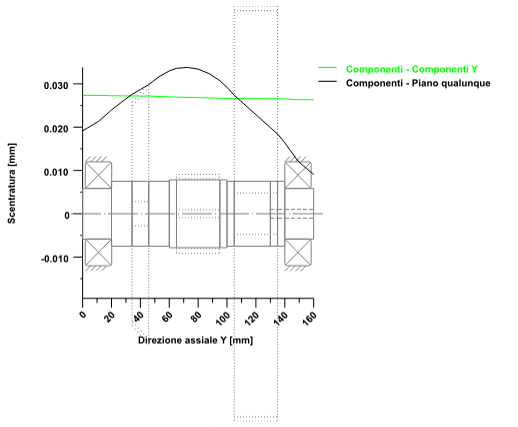 Componenti - Componenti Y
Componenti - Piano qualunque
0.030
0.020
0.010
0
-0.010
Scentratura [mm]
0 20 40 60 80 100 120 140 160
Direzione assiale Y [mm]